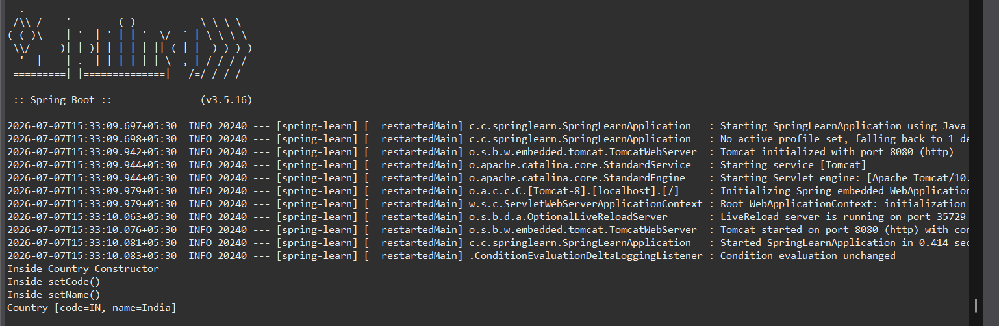 .   ____          _            __ _ _
 /\\ / ___'_ __ _ _(_)_ __  __ _ \ \ \ \
( ( )\___ | '_ | '_| | '_ \/ _` | \ \ \ \
 \\/  ___)| |_)| | | | | || (_| |  ) ) ) )
  '  |____| .__|_| |_|_| |_\__, | / / / /
 =========|_|==============|___/=/_/_/_/

 :: Spring Boot ::               (v3.5.16)

2026-07-07T15:33:09.697+05:30  INFO 20240 --- [spring-learn] [  restartedMain] c.c.springlearn.SpringLearnApplication   : Starting SpringLearnApplication using Java
2026-07-07T15:33:09.698+05:30  INFO 20240 --- [spring-learn] [  restartedMain] c.c.springlearn.SpringLearnApplication   : No active profile set, falling back to 1 de
2026-07-07T15:33:09.942+05:30  INFO 20240 --- [spring-learn] [  restartedMain] o.s.b.w.embedded.tomcat.TomcatWebServer  : Tomcat initialized with port 8080 (http)
2026-07-07T15:33:09.944+05:30  INFO 20240 --- [spring-learn] [  restartedMain] o.apache.catalina.core.StandardService   : Starting service [Tomcat]
2026-07-07T15:33:09.944+05:30  INFO 20240 --- [spring-learn] [  restartedMain] o.apache.catalina.core.StandardEngine    : Starting Servlet engine: [Apache Tomcat/10.
2026-07-07T15:33:09.979+05:30  INFO 20240 --- [spring-learn] [  restartedMain] o.a.c.c.C.[Tomcat-8].[localhost].[/]     : Initializing Spring embedded WebApplication
2026-07-07T15:33:09.979+05:30  INFO 20240 --- [spring-learn] [  restartedMain] w.s.c.ServletWebServerApplicationContext : Root WebApplicationContext: initialization
2026-07-07T15:33:10.063+05:30  INFO 20240 --- [spring-learn] [  restartedMain] o.s.b.d.a.OptionalLiveReloadServer       : LiveReload server is running on port 35729
2026-07-07T15:33:10.076+05:30  INFO 20240 --- [spring-learn] [  restartedMain] o.s.b.w.embedded.tomcat.TomcatWebServer  : Tomcat started on port 8080 (http) with con
2026-07-07T15:33:10.081+05:30  INFO 20240 --- [spring-learn] [  restartedMain] c.c.springlearn.SpringLearnApplication   : Started SpringLearnApplication in 0.414 sec
2026-07-07T15:33:10.083+05:30  INFO 20240 --- [spring-learn] [  restartedMain] .ConditionEvaluationDeltaLoggingListener : Condition evaluation unchanged
Inside Country Constructor
Inside setCode()
Inside setName()
Country [code=IN, name=India]